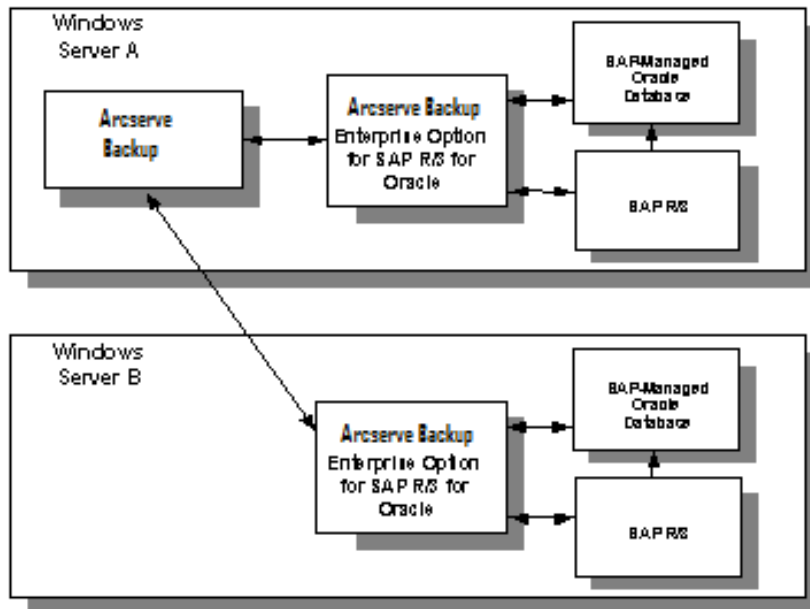 Windows
Server A
Arcserve
Backup
Arcserve Backup
Enterprise Option
for SAP R/3 for
Oracle
SAP-Managed
Oracle
Database
SAP R/3
Windows
Server B
Arcserve Backup
Enterprise Option
for SAP R/3 for
Oracle
SAP-Managed
Oracle
Database
SAP R/3